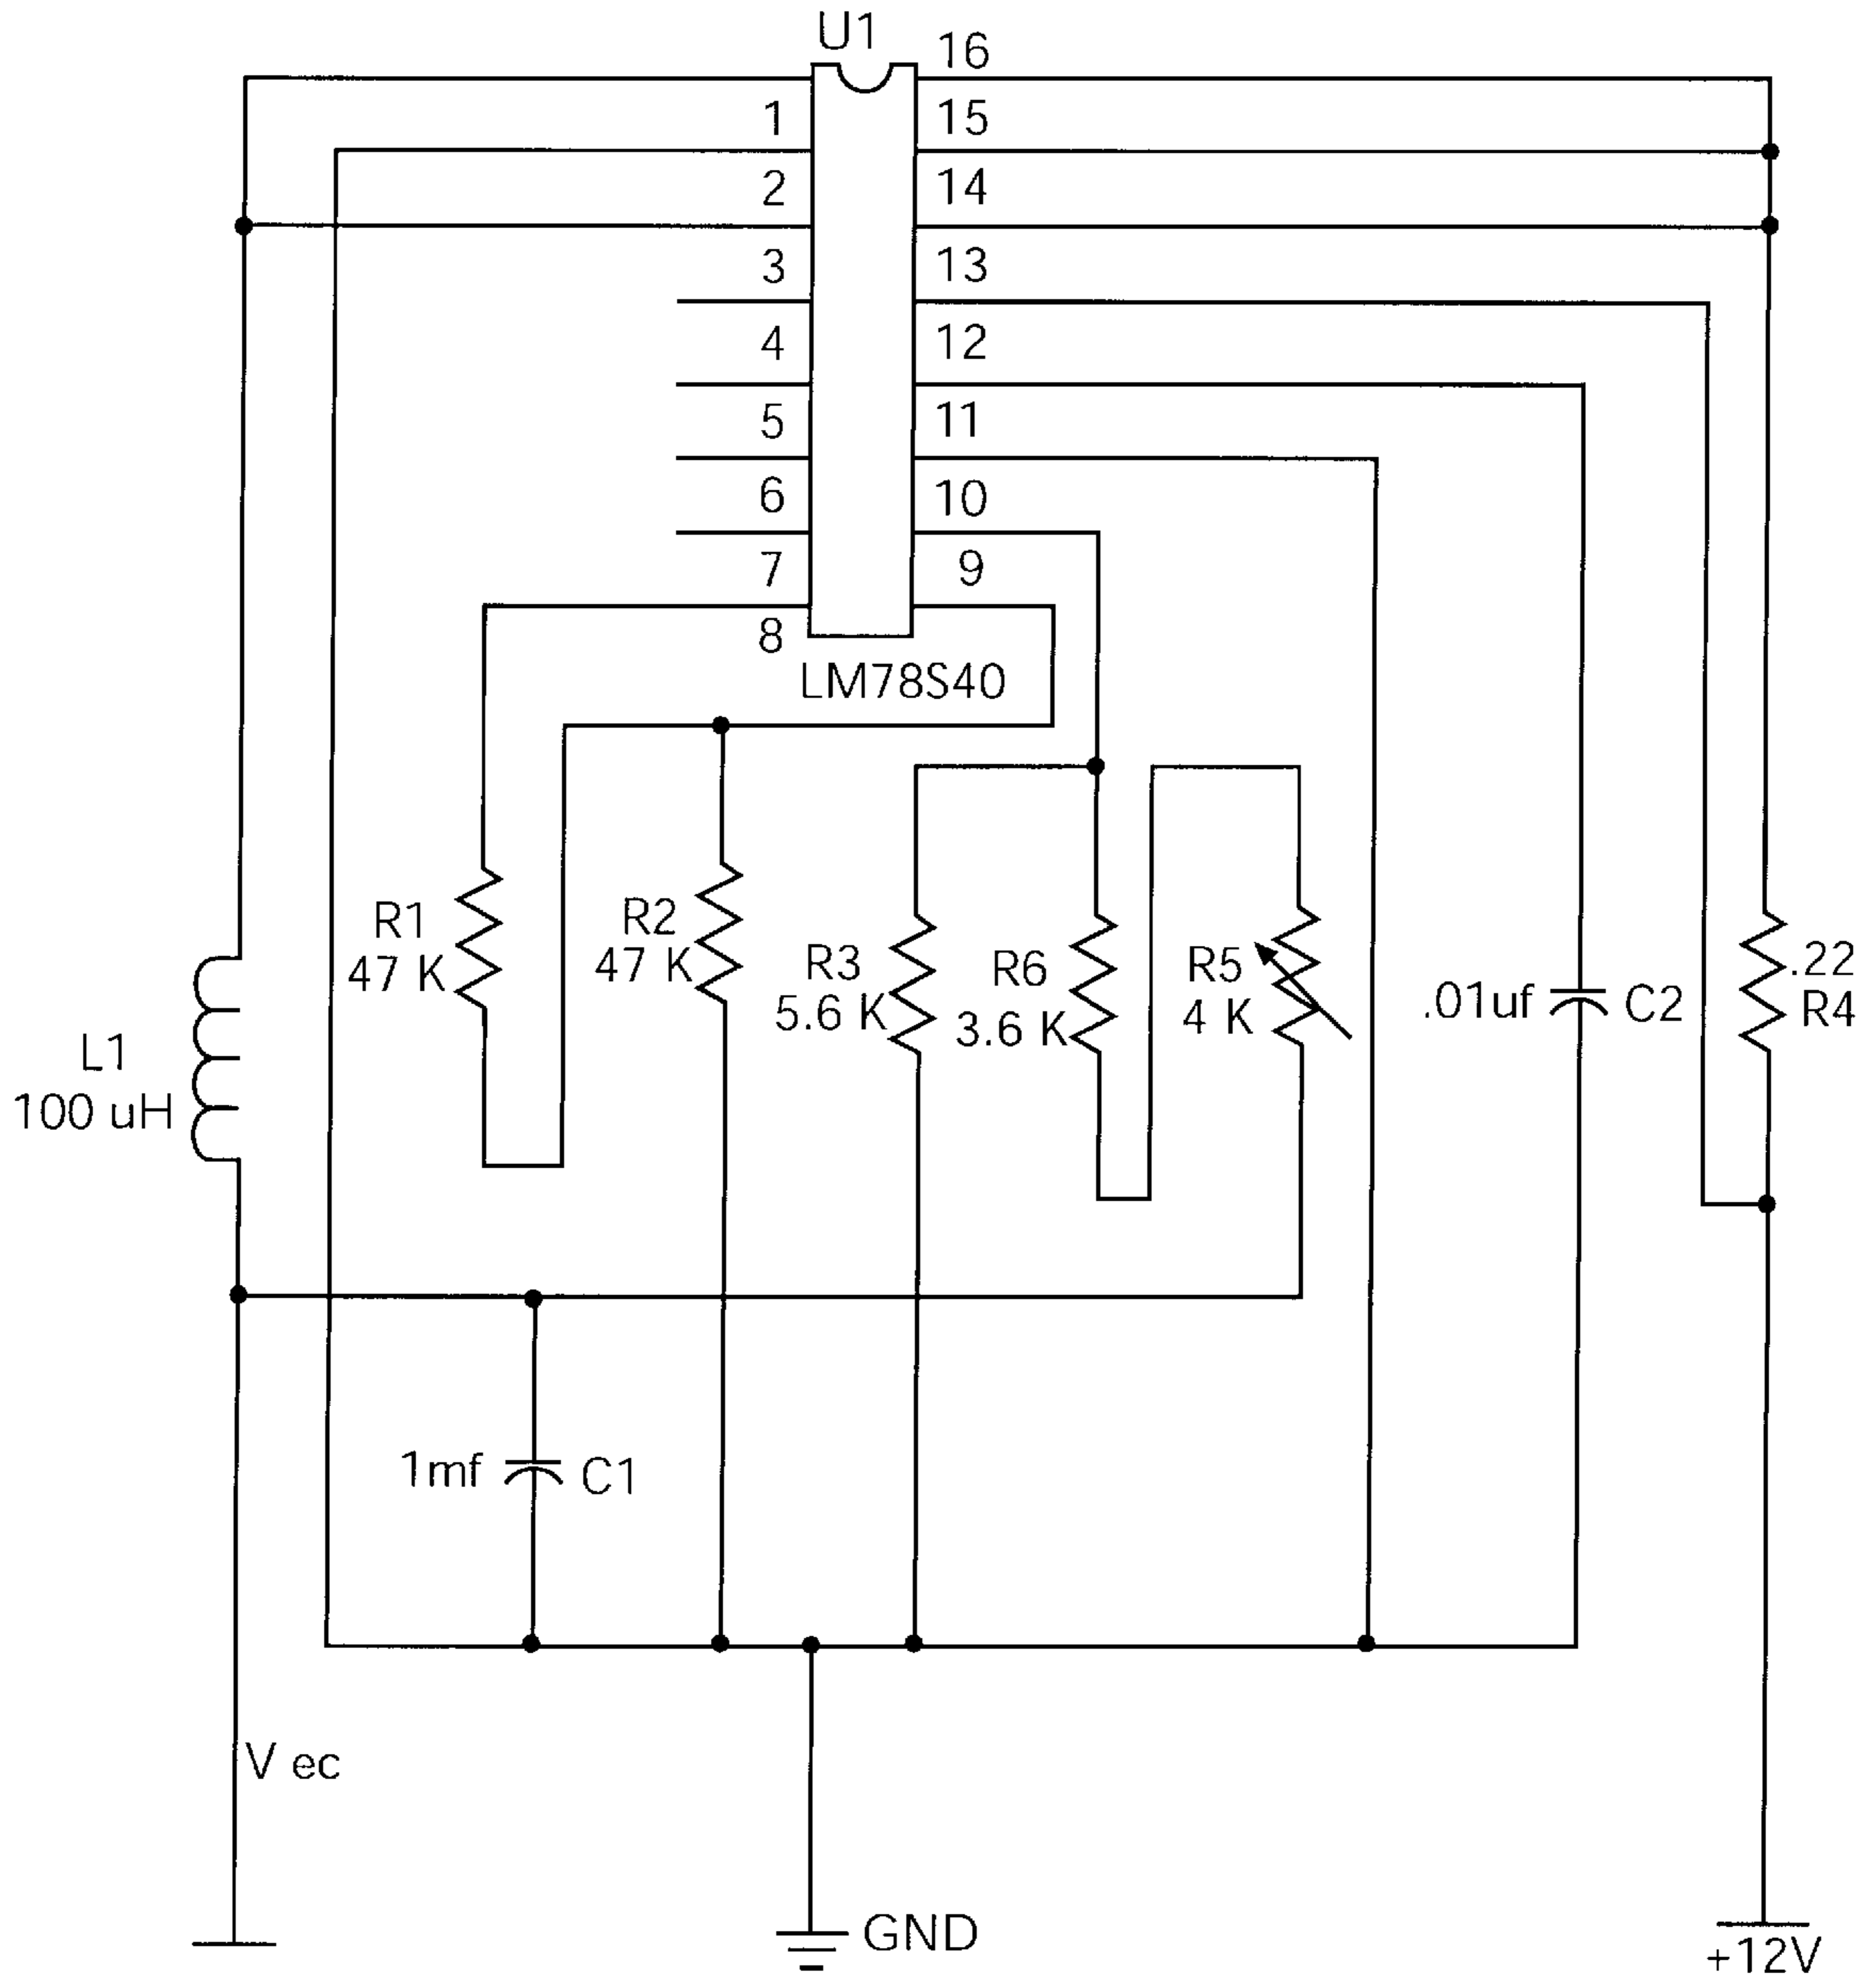 U1
16
1
15
2
14
3
13
4
12
5
11
6
10
7
9
8
LM78S40
R1
47 K
R2
47 K
R3
5.6 K
R6
3.6 K
R5
4 K
.01uf
C2
.22
R4
L1
100 uH
1mf
C1
V ec
GND
+12V